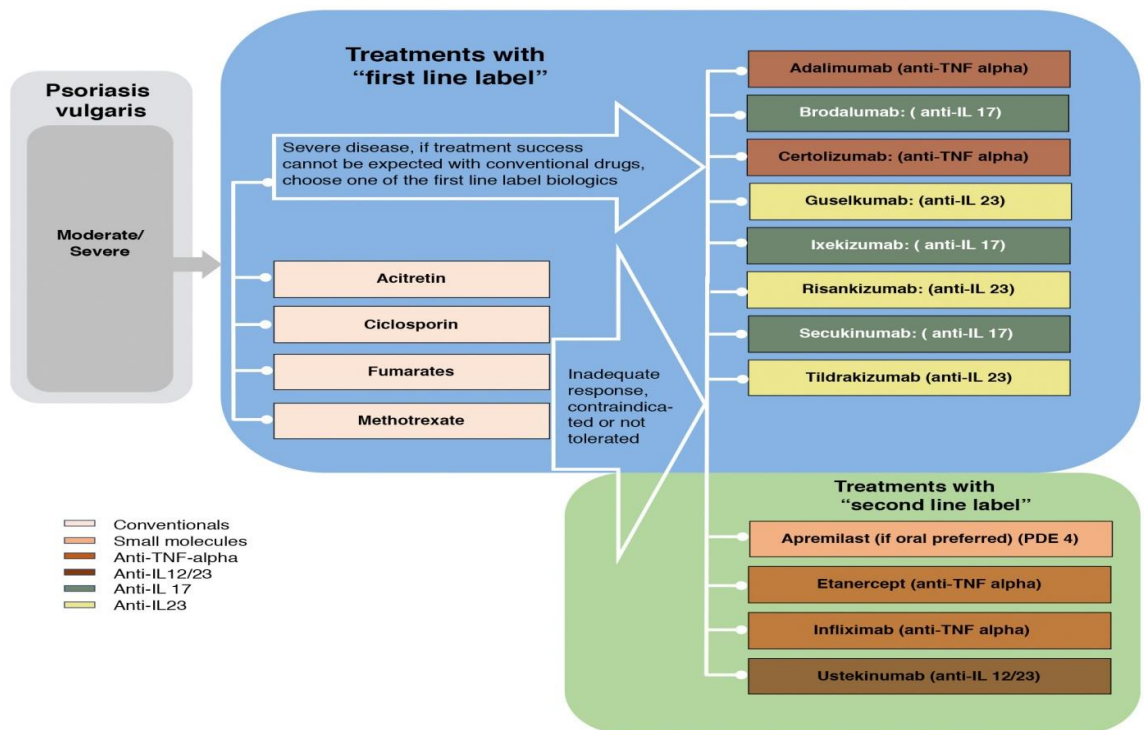 Psoriasis
vulgaris
Moderate/
Severe
Treatments with
“first line label”
Severe disease, if treatment success
cannot be expected with conventional drugs,
choose one of the first line label biologics
Acitretin
Ciclosporin
Fumarates
Methotrexate
Inadequate
response,
contraindica-
ted or not
tolerated
Adalimumab (anti-TNF alpha)
Brodalumab: ( anti-IL 17)
Certolizumab: (anti-TNF alpha)
Guselkumab: (anti-IL 23)
Ixekizumab: ( anti-IL 17)
Risankizumab: (anti-IL 23)
Secukinumab: ( anti-IL 17)
Tildrakizumab (anti-IL 23)
Treatments with
“second line label”
Apremilast (if oral preferred) (PDE 4)
Etanercept (anti-TNF alpha)
Infliximab (anti-TNF alpha)
Ustekinumab (anti-IL 12/23)
Conventionals
Small molecules
Anti-TNF-alpha
Anti-IL12/23
Anti-IL 17
Anti-IL23